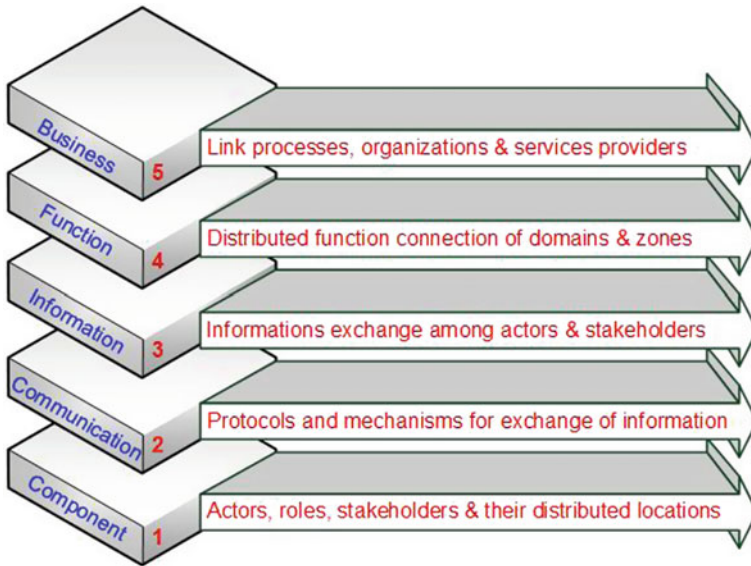 Business 5 Link processes, organizations & services providers
Function 4 Distributed function connection of domains & zones
Information 3 Informations exchange among actors & stakeholders
Communication 2 Protocols and mechanisms for exchange of information
Component 1 Actors, roles, stakeholders & their distributed locations